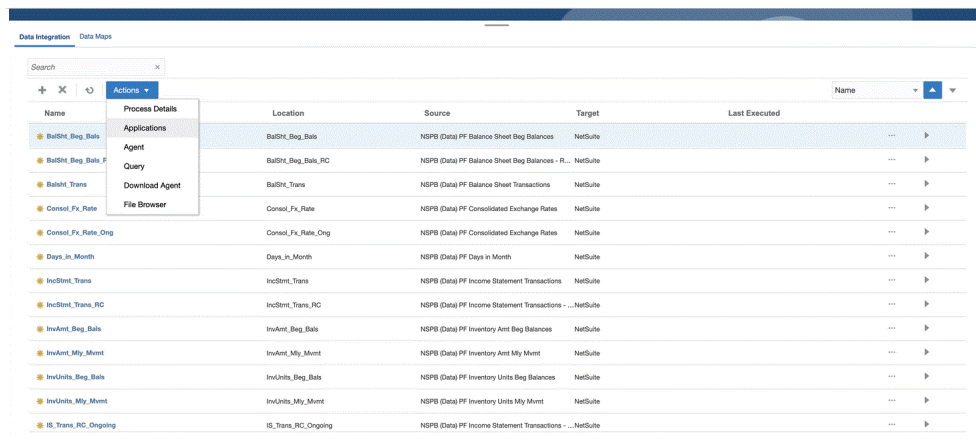 Data Integration Data Maps
Search ×
Actions Name
Name Location Source Target Last Executed
Process Details
Applications
Agent
Query
Download Agent
File Browser
BalSht_Beg_Bals BalSht_Beg_Bals NSPB (Data) PF Balance Sheet Beg Balances NetSuite ...
BalSht_Beg_Bals_F BalSht_Beg_Bals_RC NSPB (Data) PF Balance Sheet Beg Balances - R... NetSuite ...
Balsht_Trans BalSht_Trans NSPB (Data) PF Balance Sheet Transactions NetSuite ...
Consol_Fx_Rate Consol_Fx_Rate NSPB (Data) PF Consolidated Exchange Rates NetSuite ...
Consol_Fx_Rate_Ong Consol_Fx_Rate_Ong NSPB (Data) PF Consolidated Exchange Rates NetSuite ...
Days_in_Month Days_in_Month NSPB (Data) PF Days in Month NetSuite ...
IncStmt_Trans IncStmt_Trans NSPB (Data) PF Income Statement Transactions NetSuite ...
IncStmt_Trans_RC IncStmt_Trans_RC NSPB (Data) PF Income Statement Transactions - ... NetSuite ...
InvAmt_Beg_Bals InvAmt_Beg_Bals NSPB (Data) PF Inventory Amt Beg Balances NetSuite ...
InvAmt_Mly_Mvmt InvAmt_Mly_Mvmt NSPB (Data) PF Inventory Amt Mly Mvmt NetSuite ...
InvUnits_Beg_Bals InvUnits_Beg_Bals NSPB (Data) PF Inventory Units Beg Balances NetSuite ...
InvUnits_Mly_Mvmt InvUnits_Mly_Mvmt NSPB (Data) PF Inventory Units Mly Mvmt NetSuite ...
IS_Trans_RC_Ongoing IS_Trans_RC_Ongoing NSPB (Data) PF Income Statement Transactions - ... NetSuite ...